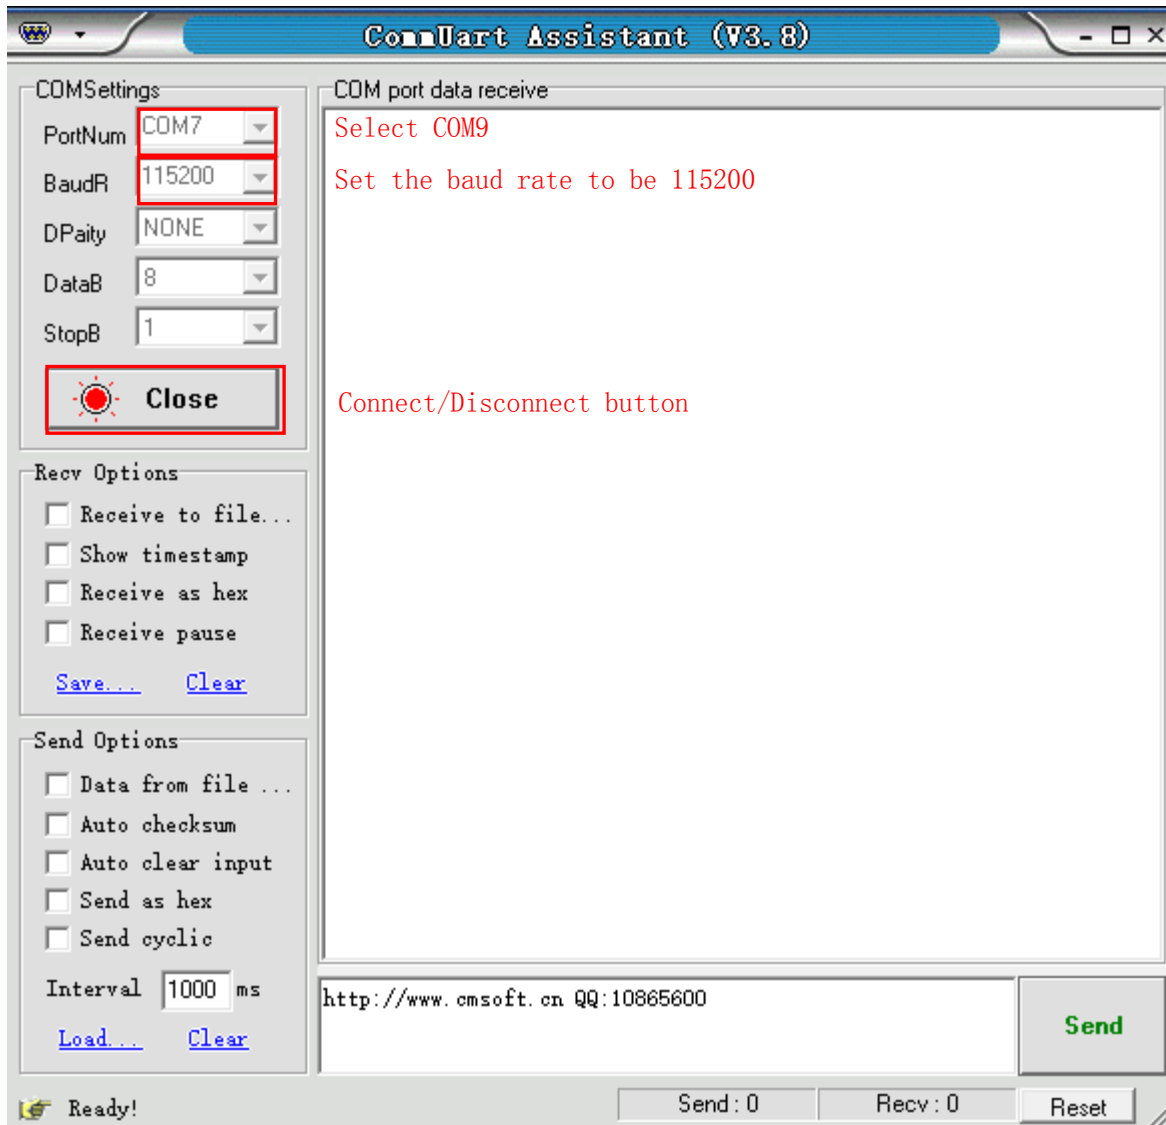 CommUart Assistant (V3.8)
COMSettings
PortNum COM7
BaudR 115200
DPaity NONE
DataB 8
StopB 1
Close
Recv Options
Receive to file...
Show timestamp
Receive as hex
Receive pause
Save... Clear
Send Options
Data from file ...
Auto checksum
Auto clear input
Send as hex
Send cyclic
Interval 1000 ms
Load... Clear
COM port data receive
Select COM9
Set the baud rate to be 115200
Connect/Disconnect button
http://www.cmsoft.cn QQ:10865600
Send
Ready!
Send : 0
Recv : 0
Reset